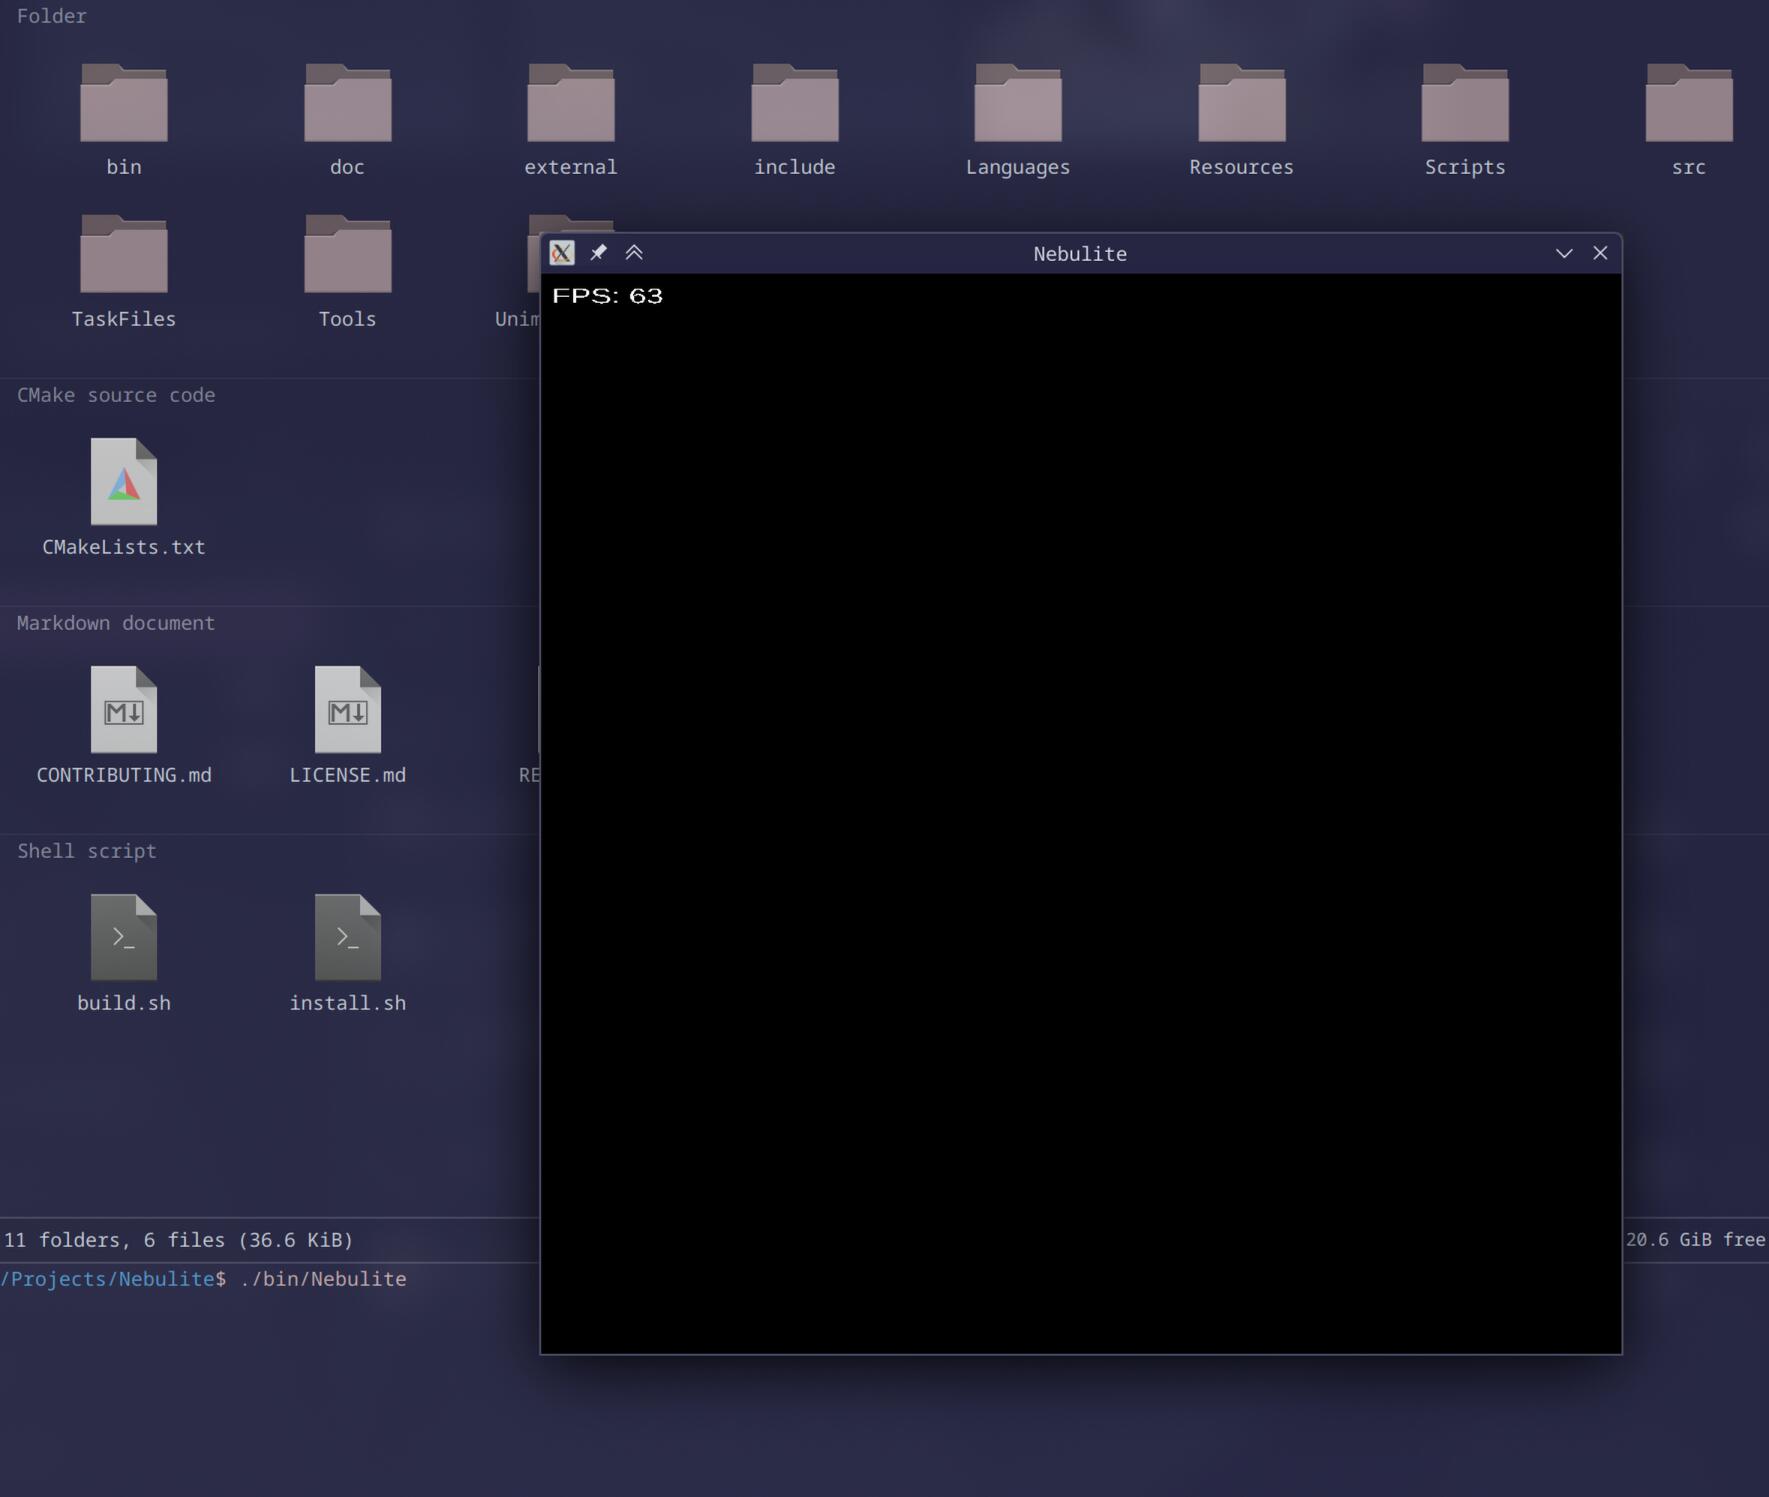 Folder
bin doc external include Languages Resources Scripts src
TaskFiles Tools
Nebulite
FPS: 63
CMake source code
CMakeLists.txt
Markdown document
M↓ M↓
CONTRIBUTING.md LICENSE.md
Shell script
>_ >_
build.sh install.sh
11 folders, 6 files (36.6 KiB) 20.6 GiB free
/Projects/Nebulite$ ./bin/Nebulite